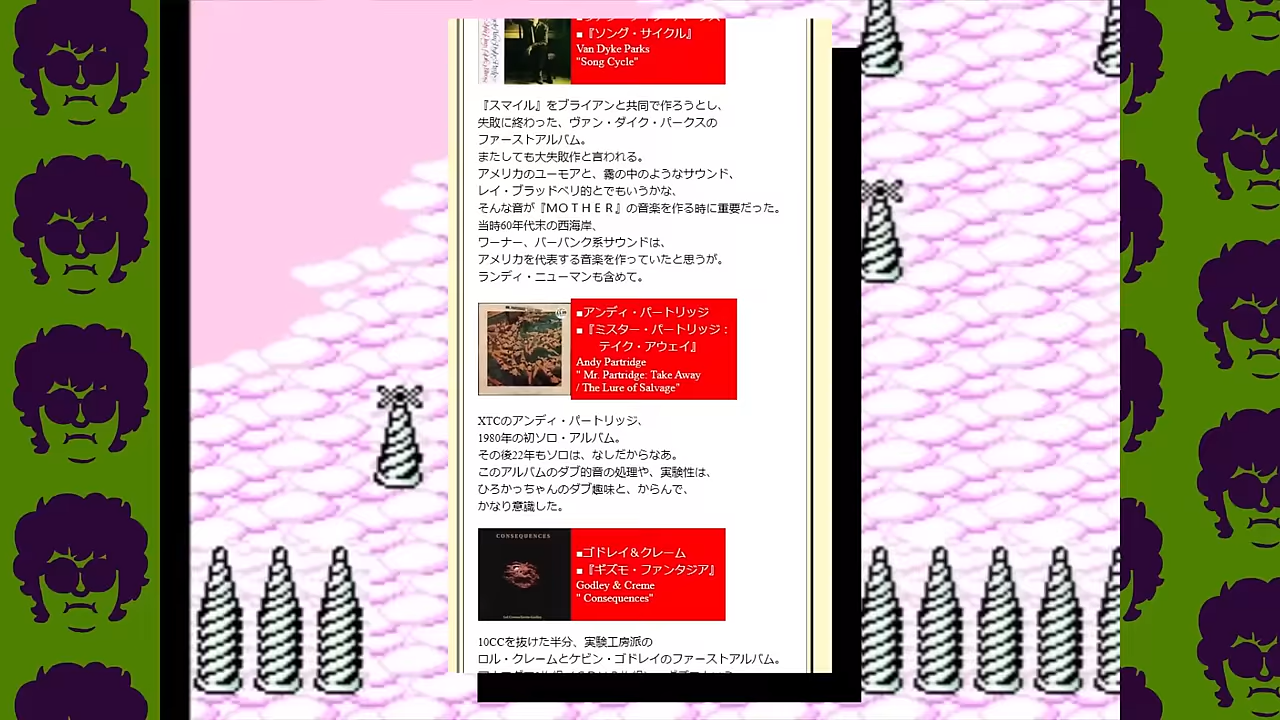 ■『ソング・サイクル』
Van Dyke Parks
"Song Cycle"
『スマイル』をブライアンと共同で作ろうとし、
失敗に終わった、ヴァン・ダイク・パークスの
ファーストアルバム。
またしても大失敗作と言われる。
アメリカのユーモアと、霧の中のようなサウンド、
レイ・ブラッドベリ的とでもいうかな、
そんな音が『ＭＯＴＨＥＲ』の音楽を作る時に重要だった。
当時60年代末の西海岸、
ワーナー、バーバンク系サウンドは、
アメリカを代表する音楽を作っていたと思うが。
ランディ・ニューマンも含めて。
■アンディ・パートリッジ
■『ミスター・パートリッジ：
テイク・アウェイ』
Andy Partridge
" Mr. Partridge: Take Away
/ The Lure of Salvage"
XTCのアンディ・パートリッジ、
1980年の初ソロ・アルバム。
その後22年もソロは、なしだからなあ。
このアルバムのダブ的音の処理や、実験性は、
ひろかっちゃんのダブ趣味と、からんで、
かなり意識した。
CONSEQUENCES
■ゴドレイ＆クレーム
■『ギズモ・ファンタジア』
Godley & Creme
" Consequences"
10CCを抜けた半分、実験工房派の
ロル・クレームとケビン・ゴドレイのファーストアルバム。